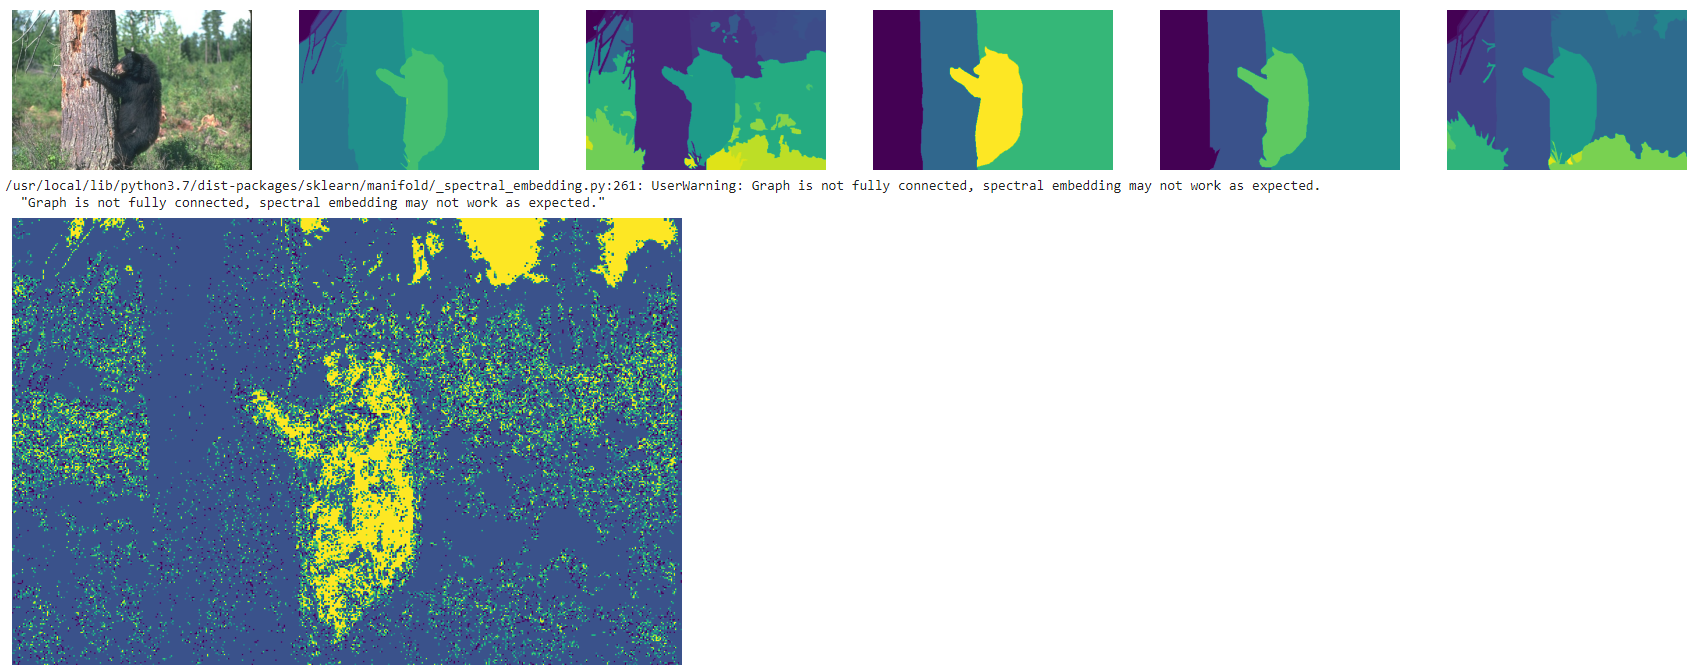 /usr/local/lib/python3.7/dist-packages/sklearn/manifold/_spectral_embedding.py:261: UserWarning: Graph is not fully connected, spectral embedding may not work as expected.
"Graph is not fully connected, spectral embedding may not work as expected."